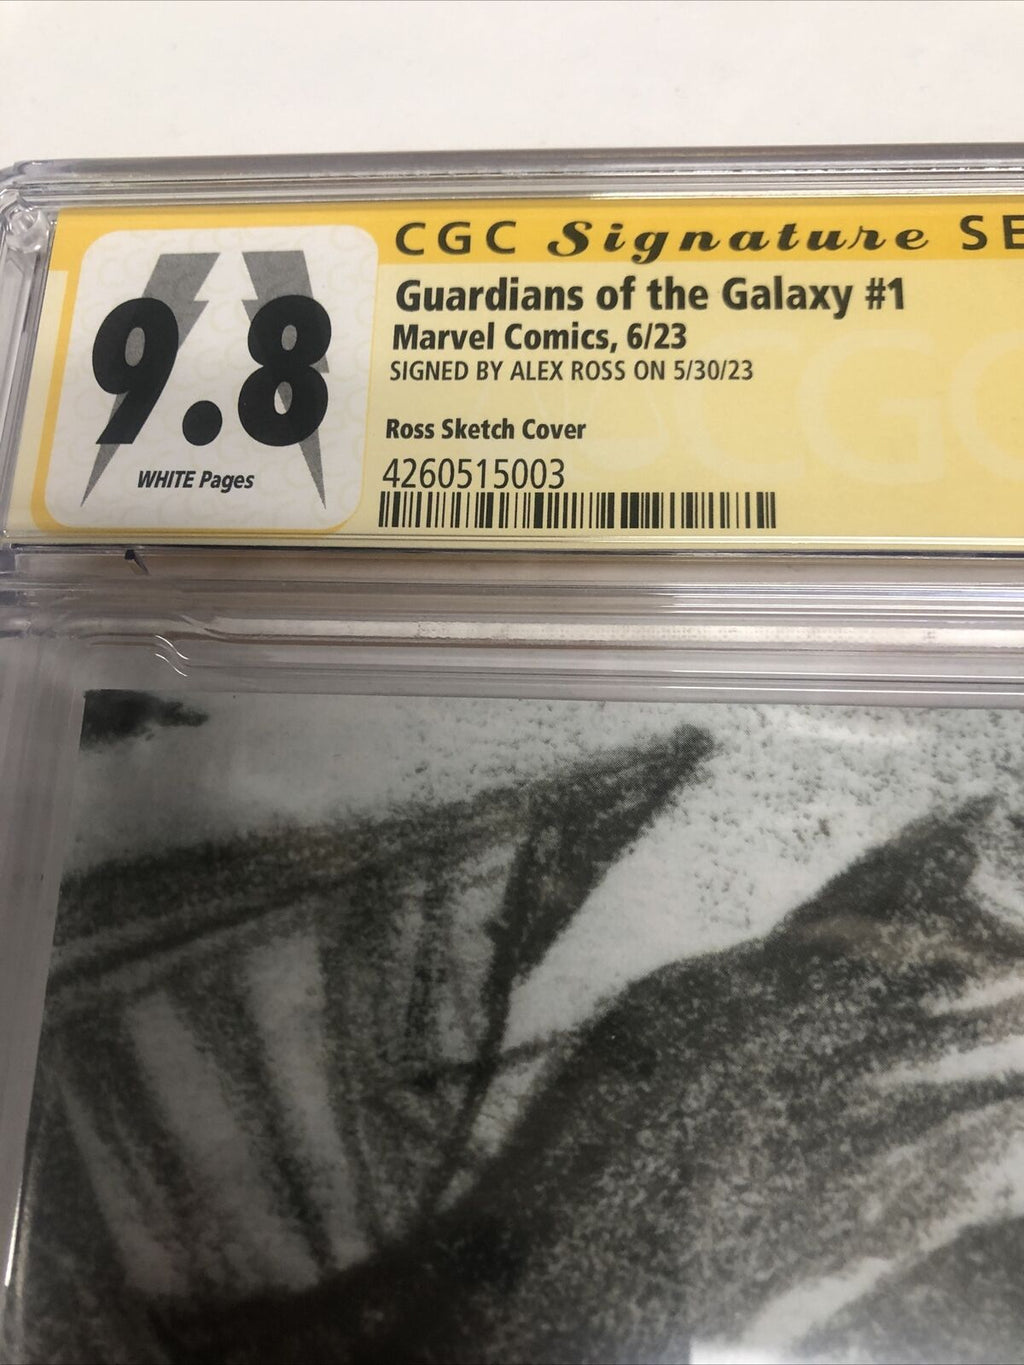 CGC Signature SE
9.8
WHITE Pages
Guardians of the Galaxy #1
Marvel Comics, 6/23
SIGNED BY ALEX ROSS ON 5/30/23
Ross Sketch Cover
4260515003
CGC